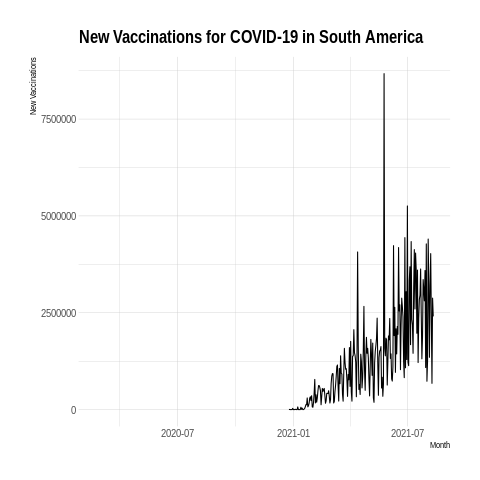 New Vaccinations for COVID-19 in South America
New Vaccinations
7500000
5000000
2500000
0
2020-07
2021-01
2021-07
Month